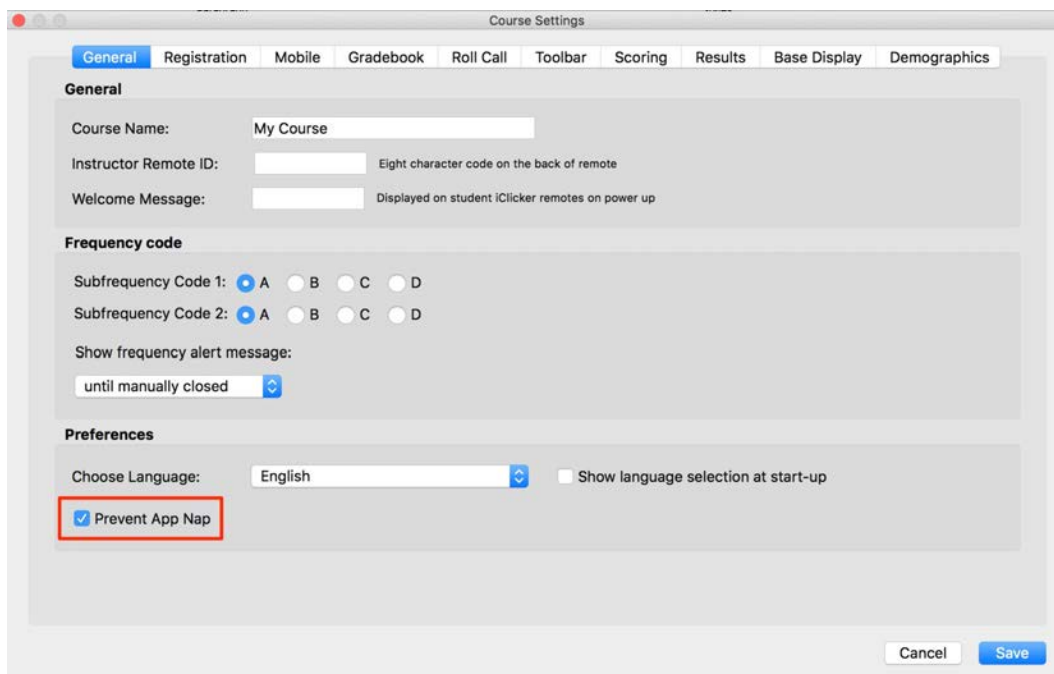 Course Settings
General Registration Mobile Gradebook Roll Call Toolbar Scoring Results Base Display Demographics
General
Course Name: My Course
Instructor Remote ID: Eight character code on the back of remote
Welcome Message: Displayed on student iClicker remotes on power up
Frequency code
Subfrequency Code 1: A B C D
Subfrequency Code 2: A B C D
Show frequency alert message:
until manually closed
Preferences
Choose Language: English Show language selection at start-up
Prevent App Nap
Cancel Save